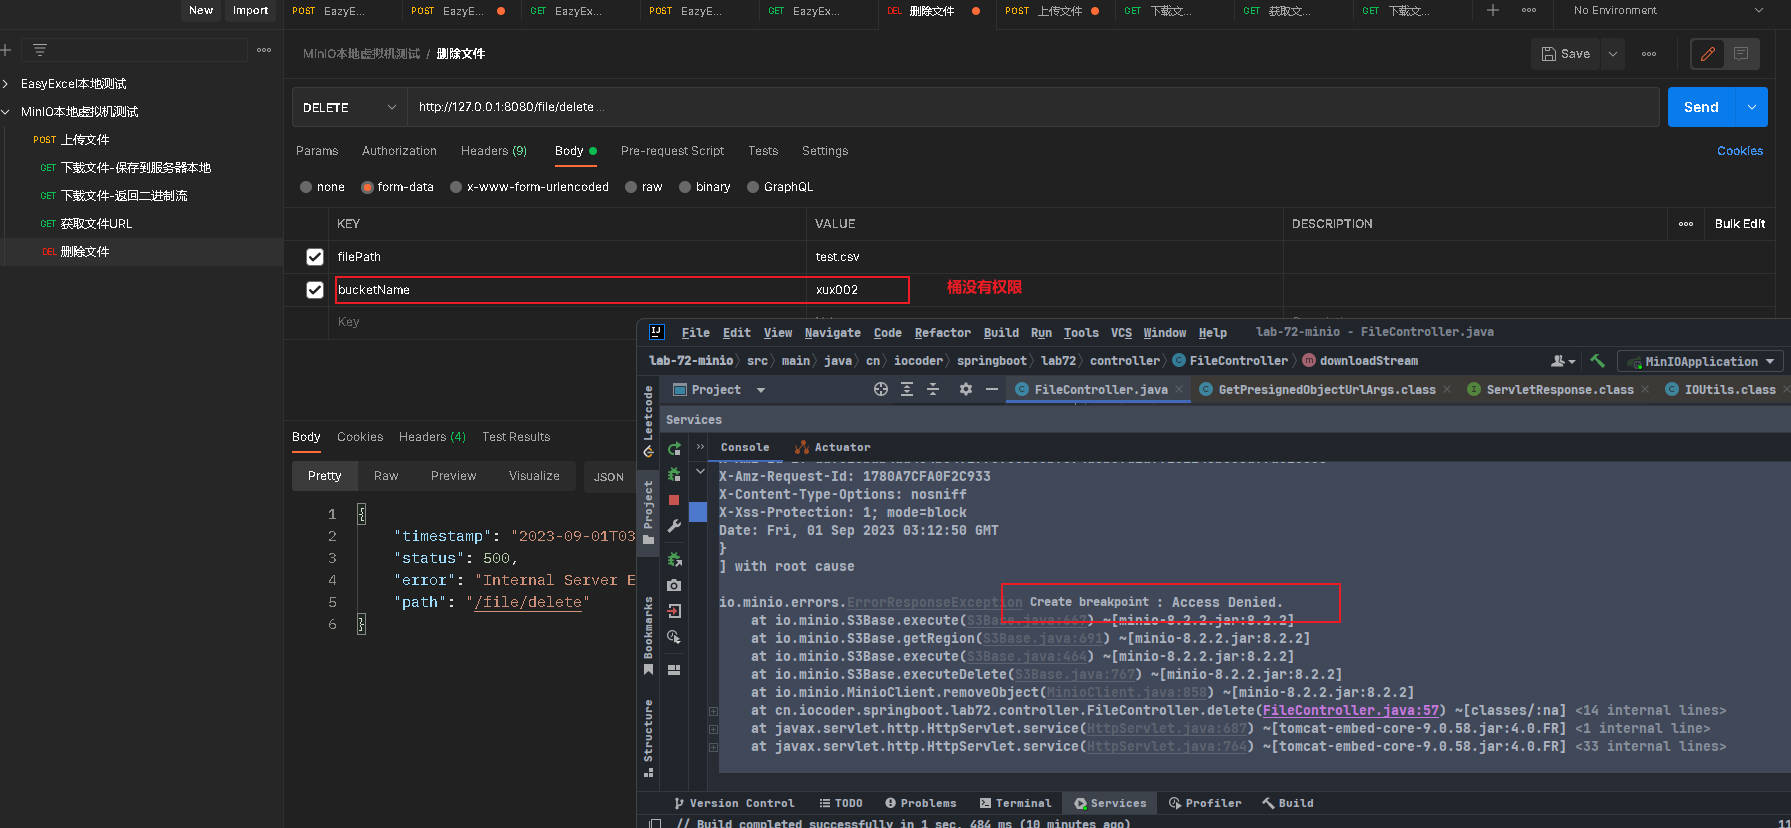 New Import
POST EazyE... POST EazyE... GET EazyEx... POST EazyE... GET EazyEx... DEL 删除文件 POST 上传文件 GET 下载文... GET 获取文... GET 下载文... No Environment
MinIO本地虚拟机测试 / 删除文件
Save
EasyExcel本地测试
MinIO本地虚拟机测试
POST 上传文件
GET 下载文件-保存到服务器本地
GET 下载文件-返回二进制流
GET 获取文件URL
DEL 删除文件
DELETE http://127.0.0.1:8080/file/delete ...
Send
Params Authorization Headers (9) Body Pre-request Script Tests Settings
Cookies
none form-data x-www-form-urlencoded raw binary GraphQL
KEY VALUE DESCRIPTION Bulk Edit
filePath test.csv
bucketName xux002
桶没有权限
Key
Body Cookies Headers (4) Test Results
Pretty Raw Preview Visualize JSON
1 {
2 "timestamp": "2023-09-01T03
3 "status": 500,
4 "error": "Internal Server E
5 "path": "/file/delete"
6 }
IJ File Edit View Navigate Code Refactor Build Run Tools VCS Window Help lab-72-minio - FileController.java
lab-72-minio src main java cn iocoder springboot lab72 controller FileController downloadStream
MinIOApplication
Project FileController.java GetPresignedObjectUrlArgs.class ServletResponse.class IOUtils.class
Services
Console Actuator
Leetcode
Project
Bookmarks
Structure
X-Amz-Request-Id: 1780A7CFA0F2C933
X-Content-Type-Options: nosniff
X-Xss-Protection: 1; mode=block
Date: Fri, 01 Sep 2023 03:12:50 GMT
}
] with root cause
io.minio.errors.ErrorResponseException Create breakpoint : Access Denied.
at io.minio.S3Base.execute(S3Base.java:667) ~[minio-8.2.2.jar:8.2.2]
at io.minio.S3Base.getRegion(S3Base.java:691) ~[minio-8.2.2.jar:8.2.2]
at io.minio.S3Base.execute(S3Base.java:464) ~[minio-8.2.2.jar:8.2.2]
at io.minio.S3Base.executeDelete(S3Base.java:767) ~[minio-8.2.2.jar:8.2.2]
at io.minio.MinioClient.removeObject(MinioClient.java:858) ~[minio-8.2.2.jar:8.2.2]
at cn.iocoder.springboot.lab72.controller.FileController.delete(FileController.java:57) ~[classes/:na] <14 internal lines>
at javax.servlet.http.HttpServlet.service(HttpServlet.java:687) ~[tomcat-embed-core-9.0.58.jar:4.0.FR] <1 internal line>
at javax.servlet.http.HttpServlet.service(HttpServlet.java:764) ~[tomcat-embed-core-9.0.58.jar:4.0.FR] <33 internal lines>
Version Control TODO Problems Terminal Services Profiler Build
// Build completed successfully in 1 sec, 484 ms (10 minutes ago)